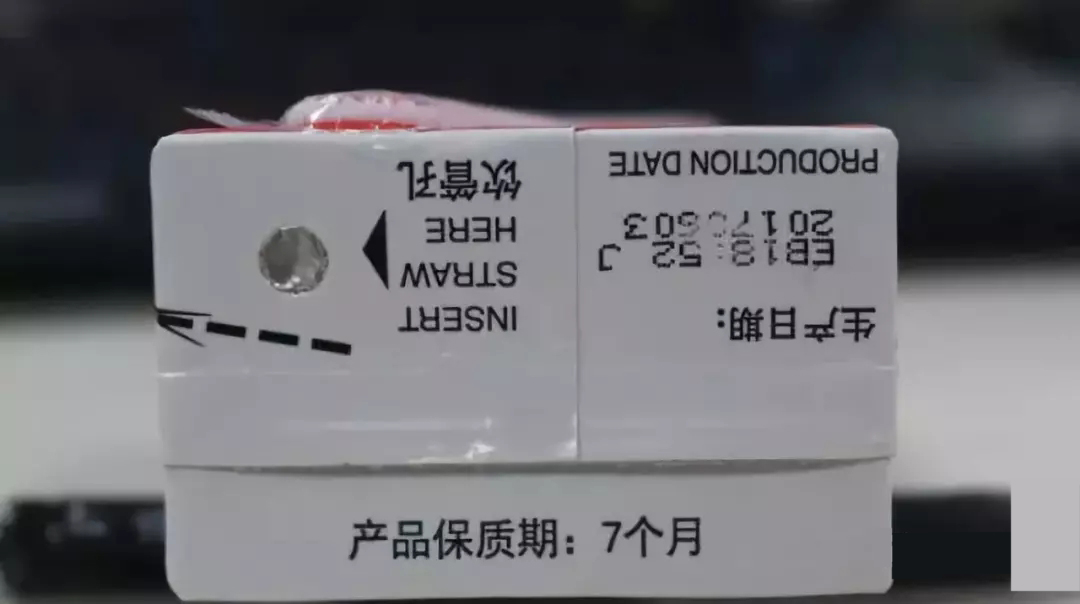 生产日期:
EB18:52 J
20170603
PRODUCTION DATE
INSERT
STRAW
HERE
饮管孔
产品保质期：7个月